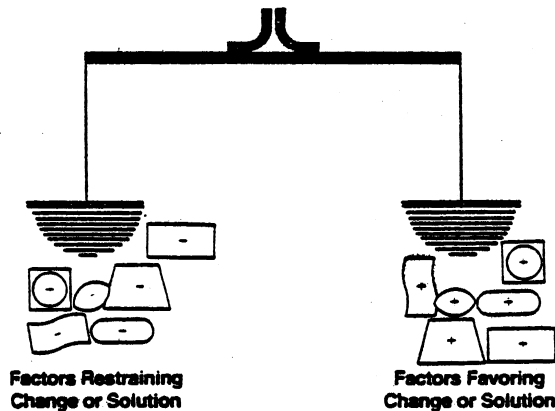 Factors Restraining
Change or Solution
Factors Favoring
Change or Solution